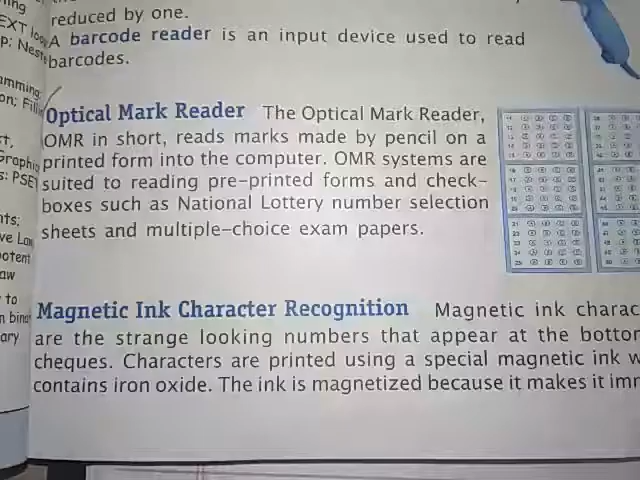 reduced by one.
A barcode reader is an input device used to read
barcodes.
Optical Mark Reader The Optical Mark Reader,
OMR in short, reads marks made by pencil on a
printed form into the computer. OMR systems are
suited to reading pre-printed forms and check-
boxes such as National Lottery number selection
sheets and multiple-choice exam papers.
Magnetic Ink Character Recognition Magnetic ink charac
are the strange looking numbers that appear at the bottor
cheques. Characters are printed using a special magnetic ink w
contains iron oxide. The ink is magnetized because it makes it imr